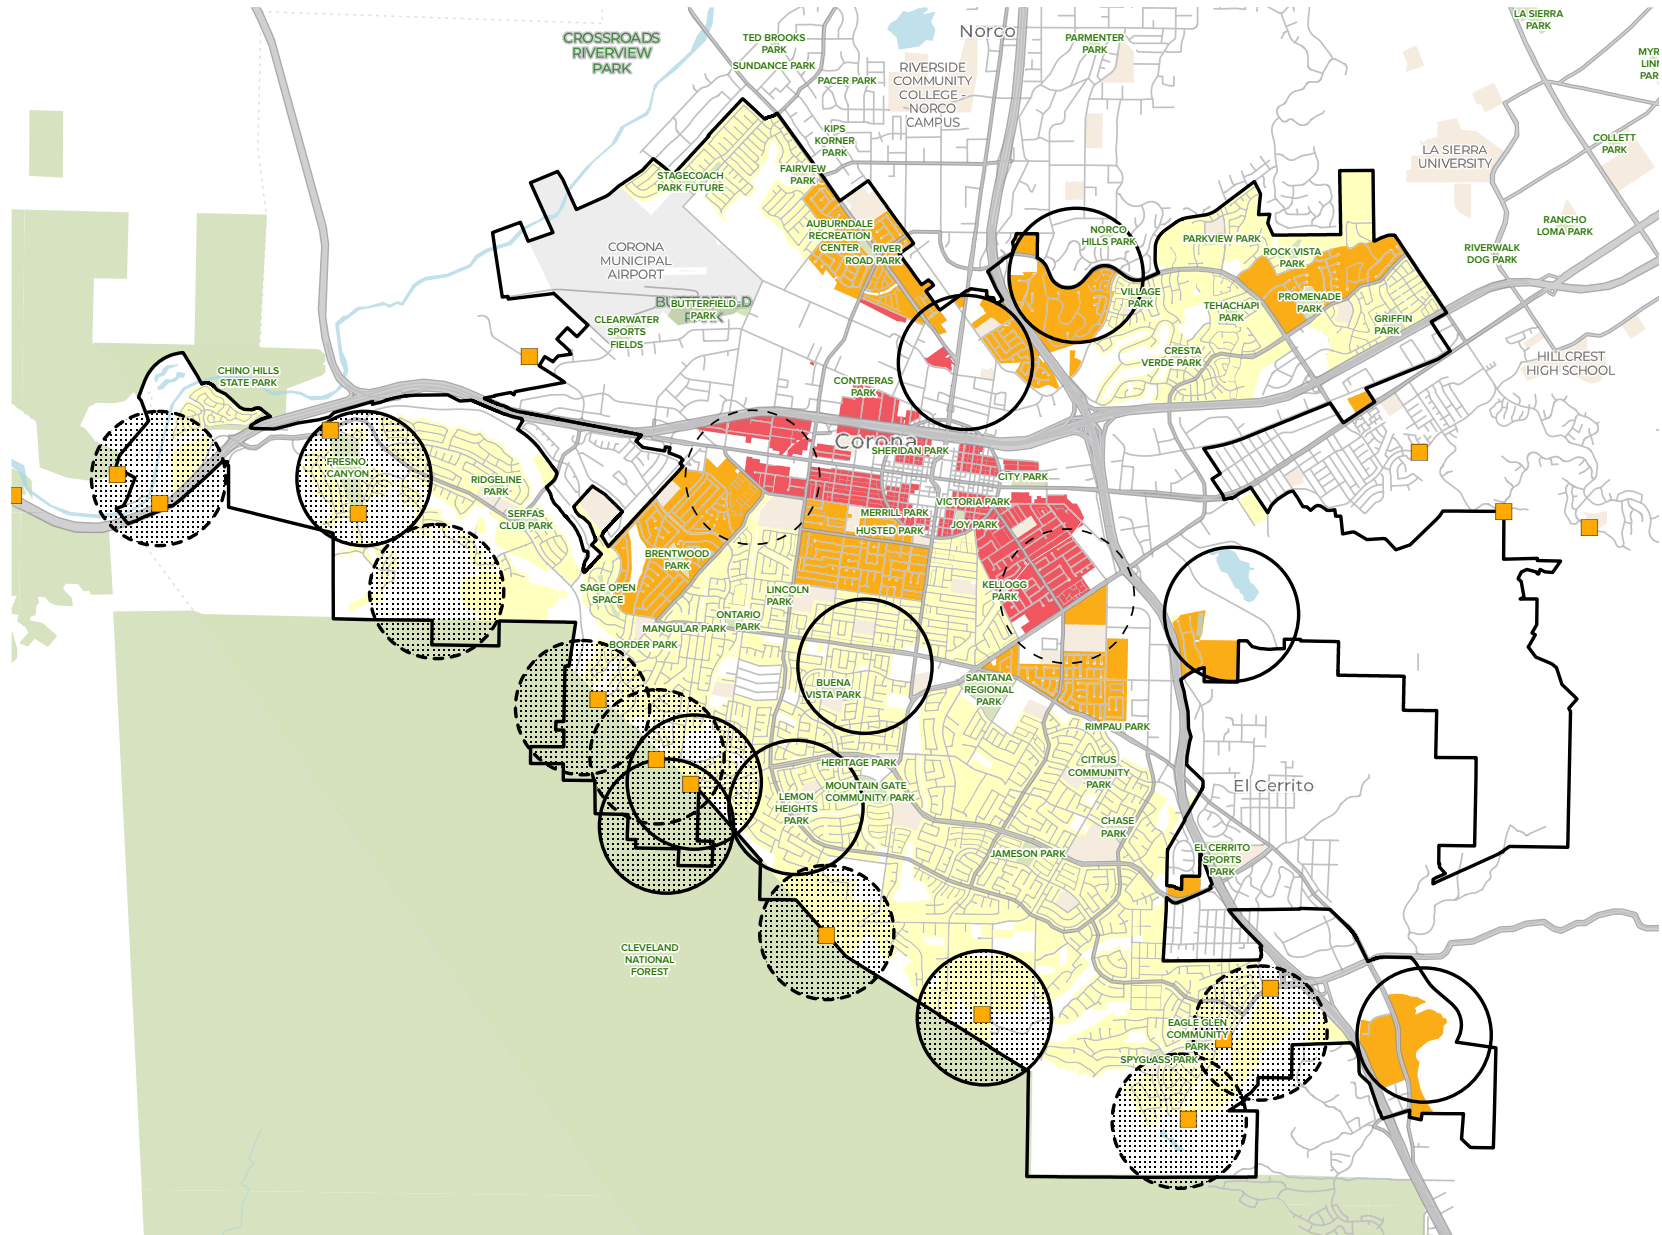 LA SIERRA
PARK
CROSSROADS
RIVERVIEW
PARK
TED BROOKS
PARK
SUNDANCE PARK
Norco
PARMENTER
PARK
PACER PARK
RIVERSIDE
COMMUNITY
COLLEGE -
NORCO
CAMPUS
KIPS
KORNER
PARK
COLLETT
PARK
LA SIERRA
UNIVERSITY
FAIRVIEW
PARK
STAGECOACH
PARK FUTURE
AUBURNDALE
RECREATION
CENTER
RIVER
ROAD PARK
NORCO
HILLS PARK
PARKVIEW PARK
ROCK VISTA
PARK
RANCHO
LOMA PARK
RIVERWALK
DOG PARK
CORONA
MUNICIPAL
AIRPORT
BUTTERFIELD
PARK
BUTTERFIELD
PARK
CLEARWATER
SPORTS
FIELDS
VILLAGE
PARK
TEHACHAPI
PARK
PROMENADE
PARK
GRIFFIN
PARK
CRESTA
VERDE PARK
HILLCREST
HIGH SCHOOL
CHINO HILLS
STATE PARK
CONTRERAS
PARK
Corona
SHERIDAN PARK
CITY PARK
FRESNO
CANYON
RIDGELINE
PARK
SERFAS
CLUB PARK
VICTORIA PARK
MERRILL PARK
JOY PARK
HUSTED PARK
BRENTWOOD
PARK
SAGE OPEN
SPACE
LINCOLN
PARK
KELLOGG
PARK
ONTARIO
PARK
MANGULAR PARK
BORDER PARK
BUENA
VISTA PARK
SANTANA
REGIONAL
PARK
RIMPAU PARK
HERITAGE PARK
MOUNTAIN GATE
COMMUNITY PARK
CITRUS
COMMUNITY
PARK
El Cerrito
LEMON
HEIGHTS
PARK
CHASE
PARK
JAMESON PARK
EL CERRITO
SPORTS
PARK
CLEVELAND
NATIONAL
FOREST
EAGLE GLEN
COMMUNITY
PARK
SPYGLASS PARK